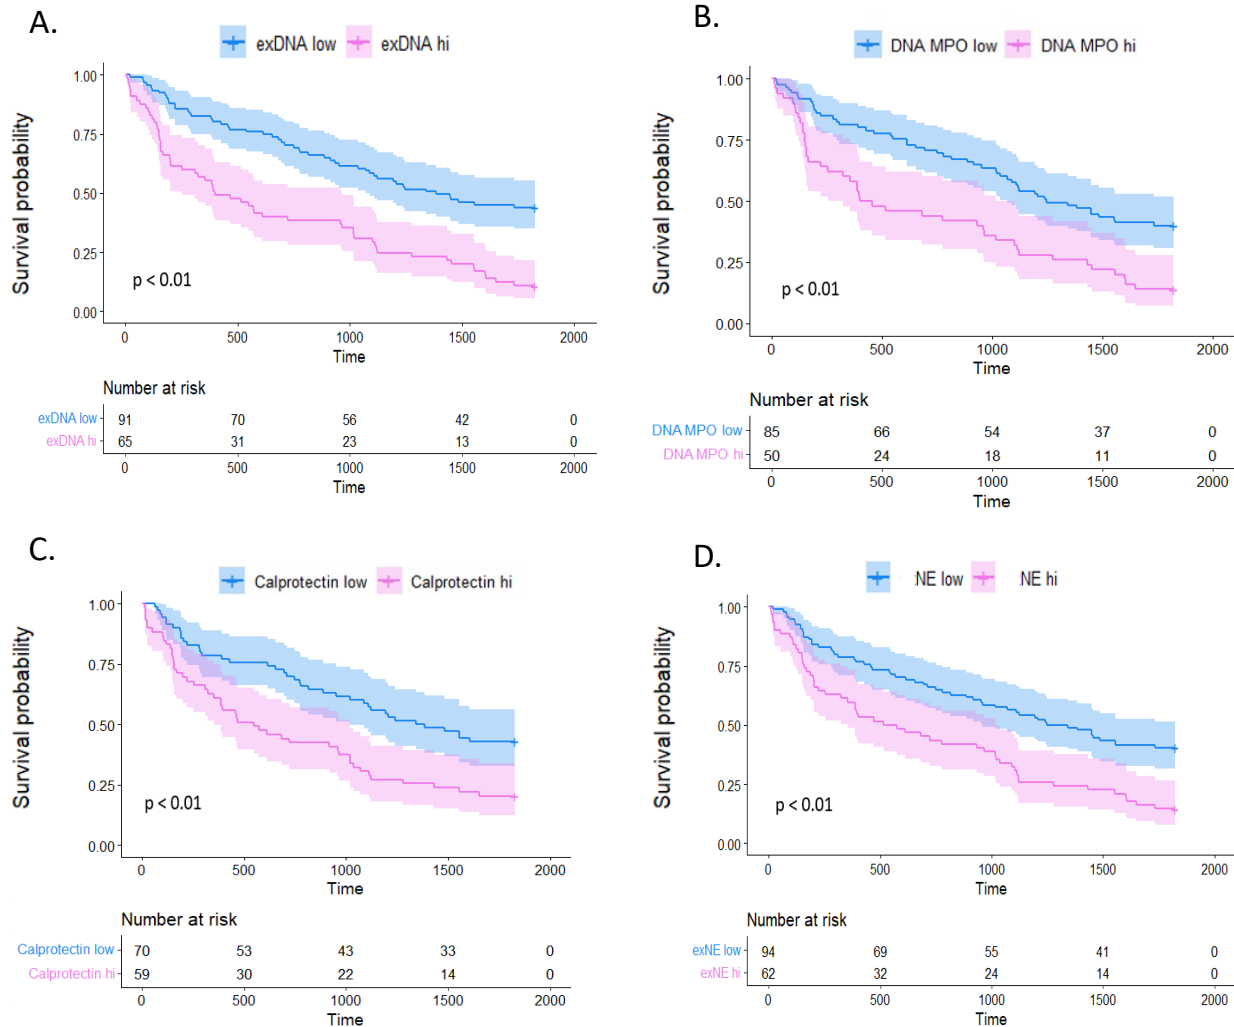 A.
exDNA low exDNA hi
Survival probability
1.00
0.75
0.50
0.25
0.00
p < 0.01
0 500 1000 1500 2000
Time
Number at risk
exDNA low 91 70 56 42 0
exDNA hi 65 31 23 13 0
0 500 1000 1500 2000
Time
B.
DNA MPO low DNA MPO hi
Survival probability
1.00
0.75
0.50
0.25
0.00
p < 0.01
0 500 1000 1500 2000
Time
Number at risk
DNA MPO low 85 66 54 37 0
DNA MPO hi 50 24 18 11 0
0 500 1000 1500 2000
Time
C.
Calprotectin low Calprotectin hi
Survival probability
1.00
0.75
0.50
0.25
0.00
p < 0.01
0 500 1000 1500 2000
Time
Number at risk
Calprotectin low 70 53 43 33 0
Calprotectin hi 59 30 22 14 0
0 500 1000 1500 2000
Time
D.
NE low NE hi
Survival probability
1.00
0.75
0.50
0.25
0.00
p < 0.01
0 500 1000 1500 2000
Time
Number at risk
exNE low 94 69 55 41 0
exNE hi 62 32 24 14 0
0 500 1000 1500 2000
Time